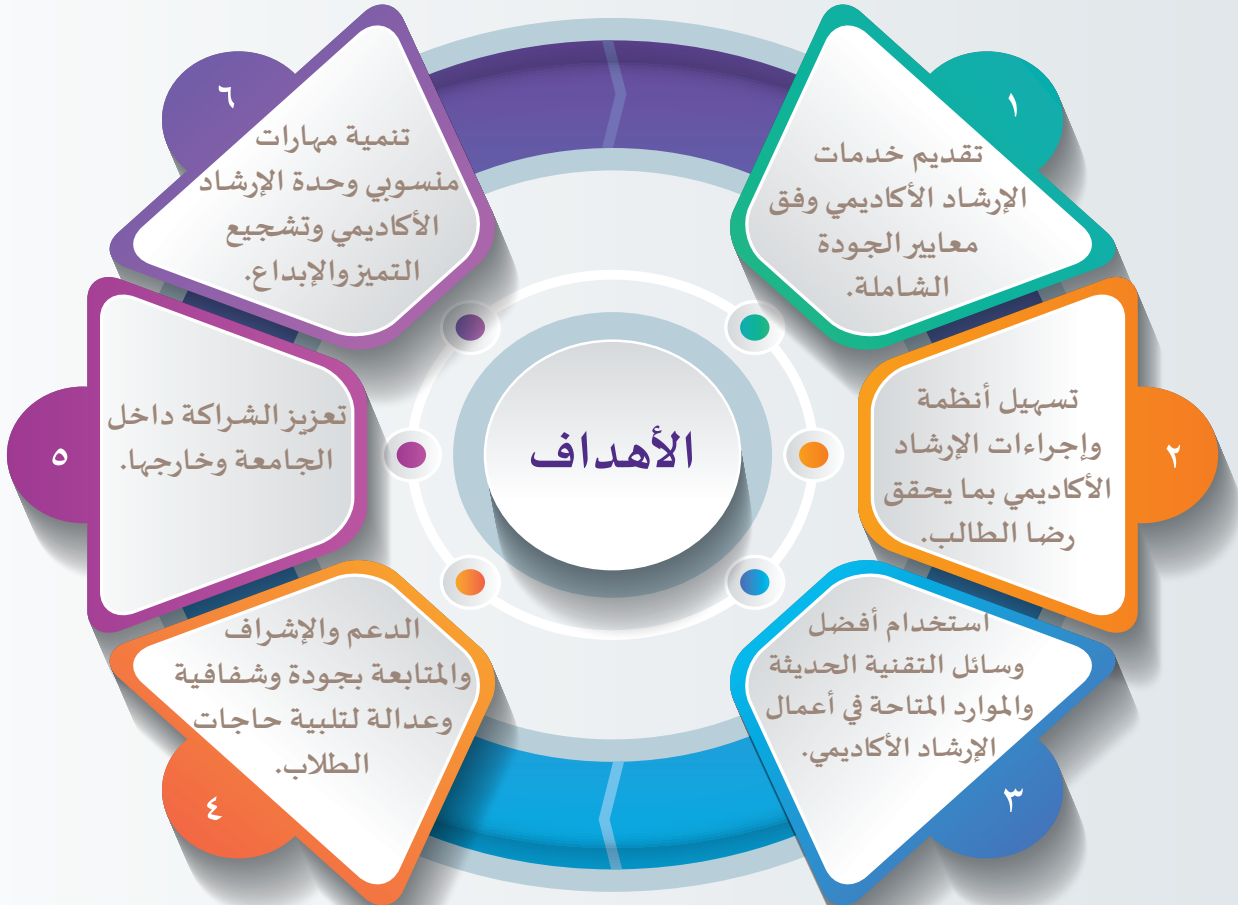 الأهداف
١
تقديم خدمات
الإرشاد الأكاديمي وفق
معايير الجودة
الشاملة.
٢
تسهيل أنظمة
وإجراءات الإرشاد
الأكاديمي بما يحقق
رضا الطالب.
٣
استخدام أفضل
وسائل التقنية الحديثة
والموارد المتاحة في أعمال
الإرشاد الأكاديمي.
٤
الدعم والإشراف
والمتابعة بجودة وشفافية
وعدالة لتلبية حاجات
الطلاب.
٥
تعزيز الشراكة داخل
الجامعة وخارجها.
٦
تنمية مهارات
منسوبي وحدة الإرشاد
الأكاديمي وتشجيع
التميز والإبداع.